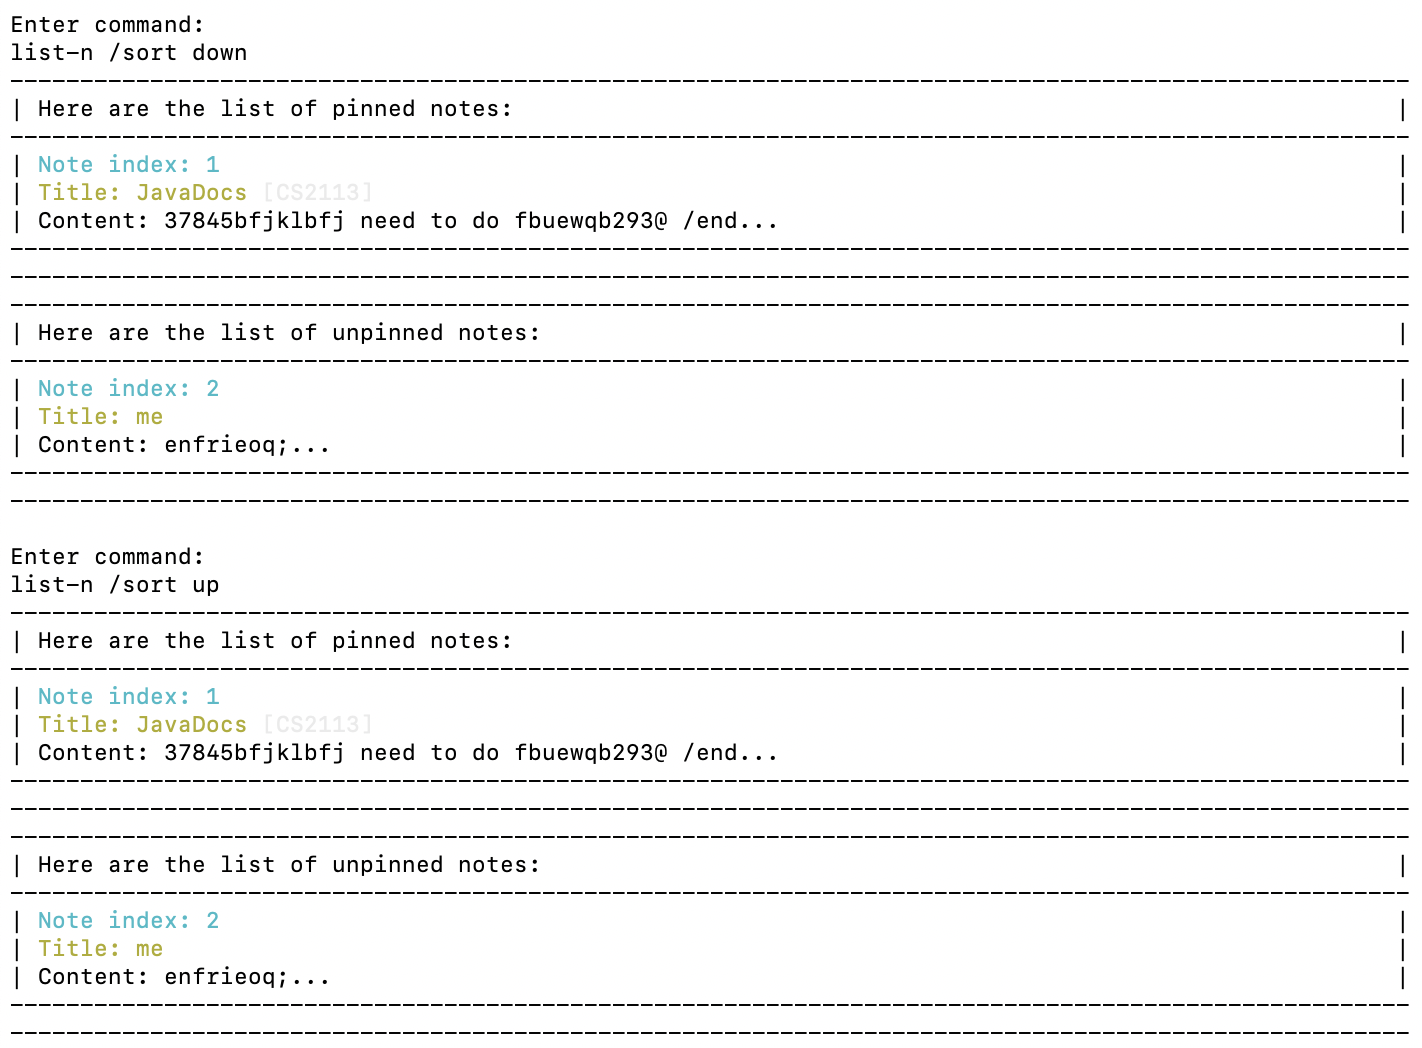 Enter command:
list-n /sort down
----------------------------------------------------------------------------------------------------
| Here are the list of pinned notes: |
----------------------------------------------------------------------------------------------------
| Note index: 1 |
| Title: JavaDocs [CS2113] |
| Content: 37845bfjklbfj need to do fbuewqb293@ /end... |
----------------------------------------------------------------------------------------------------
----------------------------------------------------------------------------------------------------
----------------------------------------------------------------------------------------------------
| Here are the list of unpinned notes: |
----------------------------------------------------------------------------------------------------
| Note index: 2 |
| Title: me |
| Content: enfrieoq;... |
----------------------------------------------------------------------------------------------------
----------------------------------------------------------------------------------------------------
Enter command:
list-n /sort up
----------------------------------------------------------------------------------------------------
| Here are the list of pinned notes: |
----------------------------------------------------------------------------------------------------
| Note index: 1 |
| Title: JavaDocs [CS2113] |
| Content: 37845bfjklbfj need to do fbuewqb293@ /end... |
----------------------------------------------------------------------------------------------------
----------------------------------------------------------------------------------------------------
----------------------------------------------------------------------------------------------------
| Here are the list of unpinned notes: |
----------------------------------------------------------------------------------------------------
| Note index: 2 |
| Title: me |
| Content: enfrieoq;... |
----------------------------------------------------------------------------------------------------
----------------------------------------------------------------------------------------------------